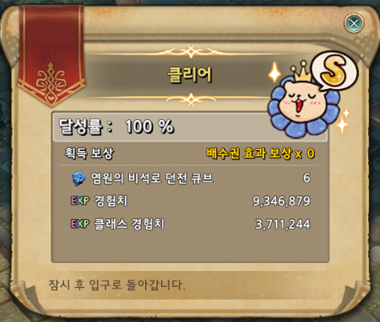 클리어
S
달성률 : 100 %
획득 보상 배수권 효과 보상 x 0
염원의 비석로 던전 큐브 6
EXP 경험치 9,346,879
EXP 클래스 경험치 3,711,244
잠시 후 입구로 돌아갑니다.